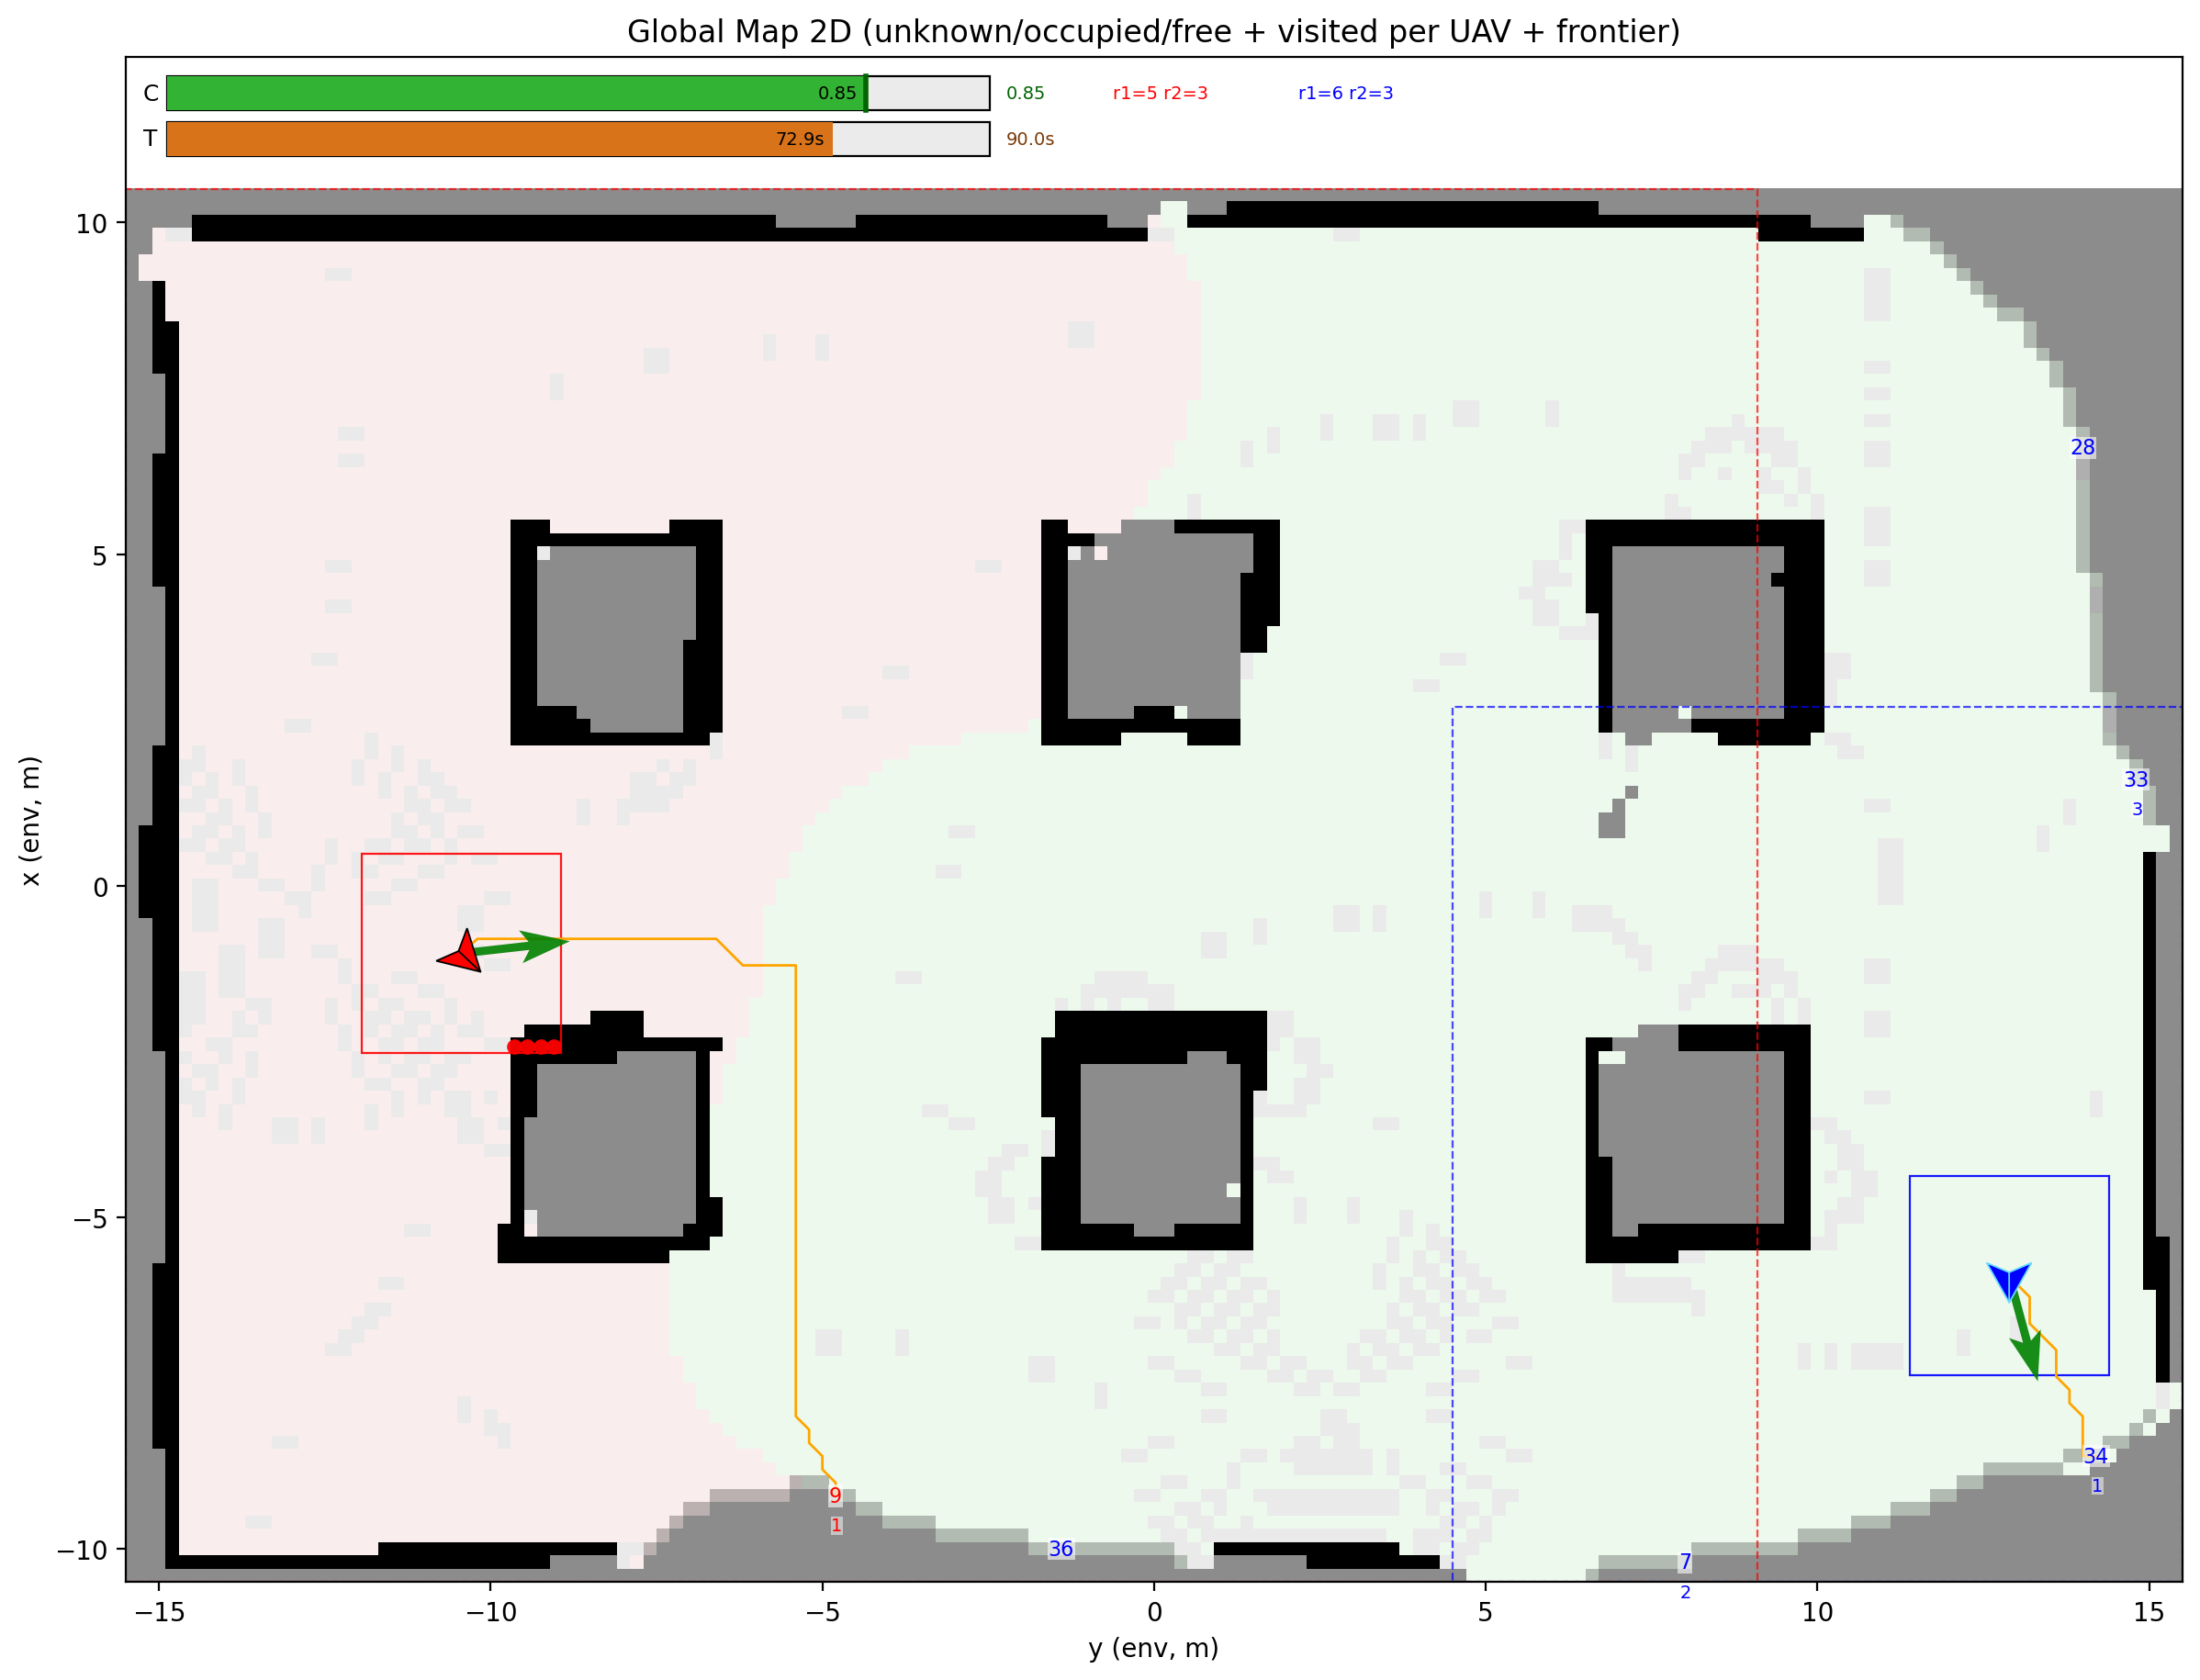 Global Map 2D (unknown/occupied/free + visited per UAV + frontier)
C 0.85 0.85 r1=5 r2=3 r1=6 r2=3
T 72.9s 90.0s
10
5
0
−5
−10
x (env, m)
28
33
3
34
1
9
1
36
7
2
−15 −10 −5 0 5 10 15
y (env, m)